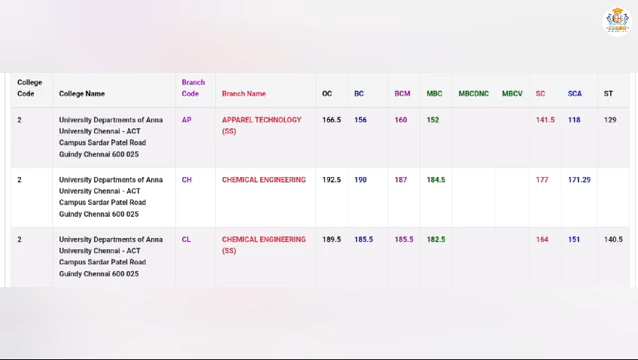 College Code College Name Branch Code Branch Name OC BC BCM MBC MBCDNC MBCV SC SCA ST
2 University Departments of Anna University Chennai - ACT Campus Sardar Patel Road Guindy Chennai 600 025 AP APPAREL TECHNOLOGY (SS) 166.5 156 160 152 141.5 118 129
2 University Departments of Anna University Chennai - ACT Campus Sardar Patel Road Guindy Chennai 600 025 CH CHEMICAL ENGINEERING 192.5 190 187 184.5 177 171.29
2 University Departments of Anna University Chennai - ACT Campus Sardar Patel Road Guindy Chennai 600 025 CL CHEMICAL ENGINEERING (SS) 189.5 185.5 185.5 182.5 164 151 140.5